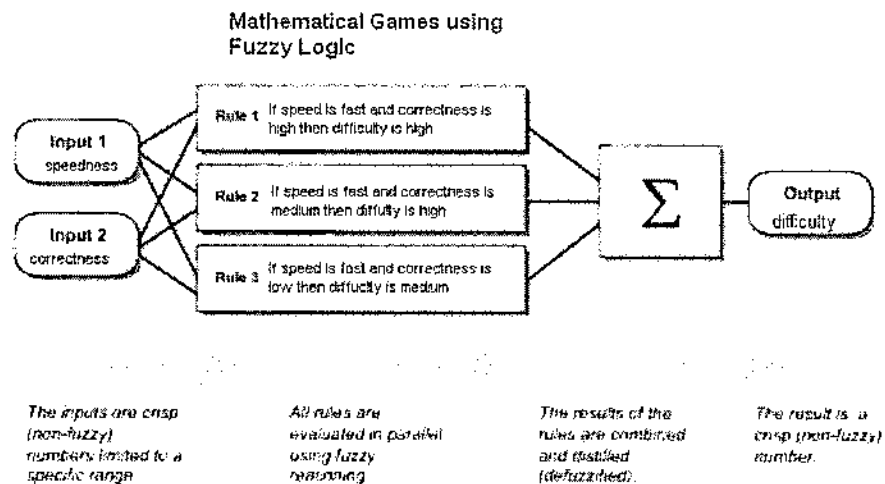 Mathematical Games using
Fuzzy Logic
Rule 1 If speed is fast and correctness is
high then difficulty is high
Input 1
speedness
Rule 2 If speed is fast and correctness is
medium then diffulty is high
Σ
Output
difficulty
Input 2
correctness
Rule 3 If speed is fast and correctness is
low then difficulty is medium
The inputs are crisp
(non-fuzzy)
numbers limited to a
specific range
All rules are
evaluated in parallel
using fuzzy
reasoning
The results of the
rules are combined
and distilled
(defuzzified).
The result is a
crisp (non-fuzzy)
number.